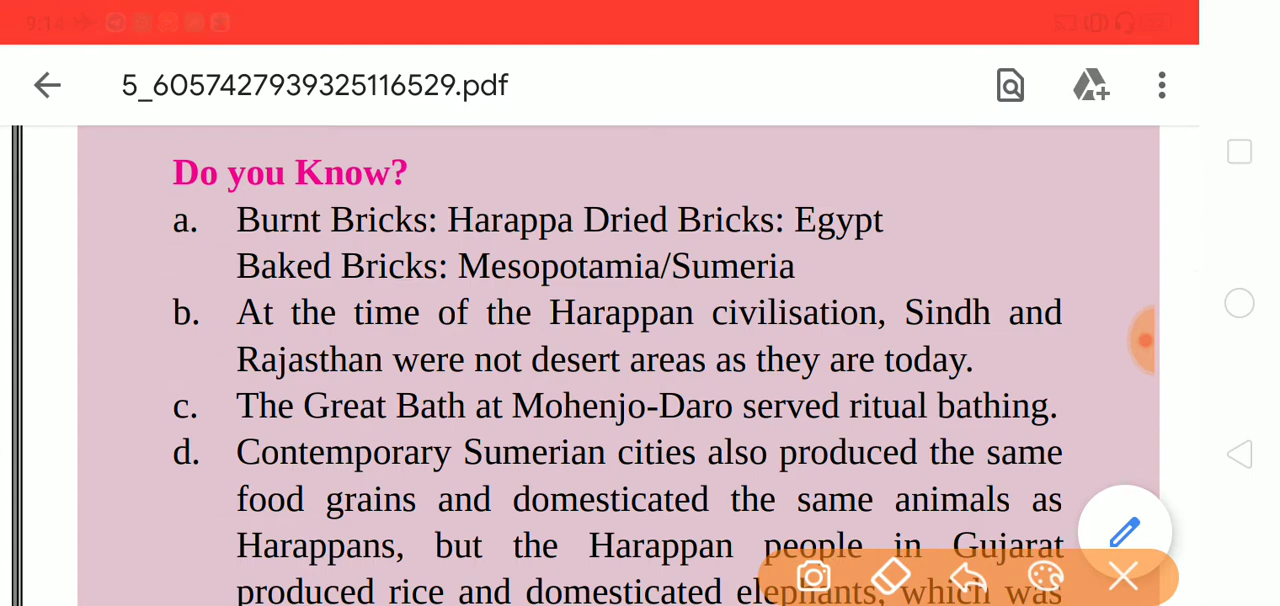 9:14
5_6057427939325116529.pdf
Do you Know?
a. Burnt Bricks: Harappa Dried Bricks: Egypt
Baked Bricks: Mesopotamia/Sumeria
b. At the time of the Harappan civilisation, Sindh and
Rajasthan were not desert areas as they are today.
c. The Great Bath at Mohenjo-Daro served ritual bathing.
d. Contemporary Sumerian cities also produced the same
food grains and domesticated the same animals as
Harappans, but the Harappan people in Gujarat
produced rice and domesticated elephants, which was